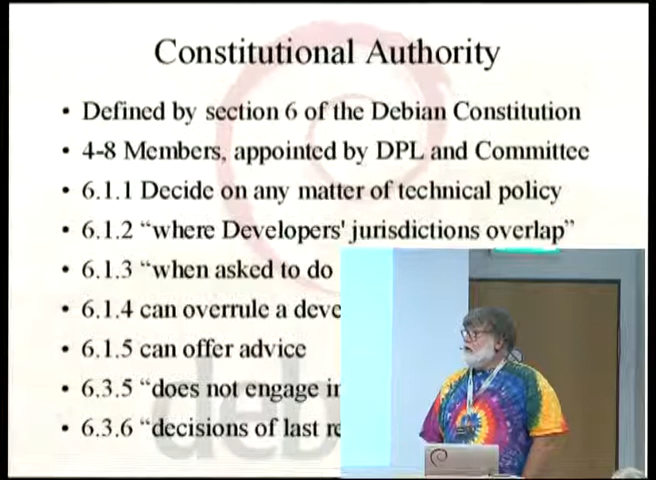 Constitutional Authority
• Defined by section 6 of the Debian Constitution
• 4-8 Members, appointed by DPL and Committee
• 6.1.1 Decide on any matter of technical policy
• 6.1.2 “where Developers' jurisdictions overlap”
• 6.1.3 “when asked to do
• 6.1.4 can overrule a deve
• 6.1.5 can offer advice
• 6.3.5 “does not engage in
• 6.3.6 “decisions of last re
deb